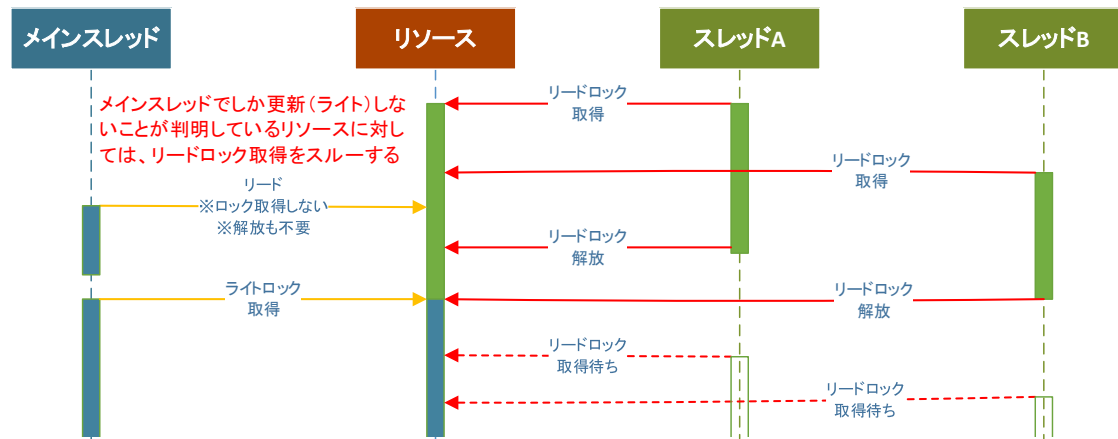 メインスレッド
リソース
スレッドA
スレッドB
メインスレッドでしか更新(ライト)しな
いことが判明しているリソースに対し
ては、リードロック取得をスルーする
リードロック
取得
リードロック
取得
リード
※ロック取得しない
※解放も不要
リードロック
解放
ライトロック
取得
リードロック
解放
リードロック
取得待ち
リードロック
取得待ち